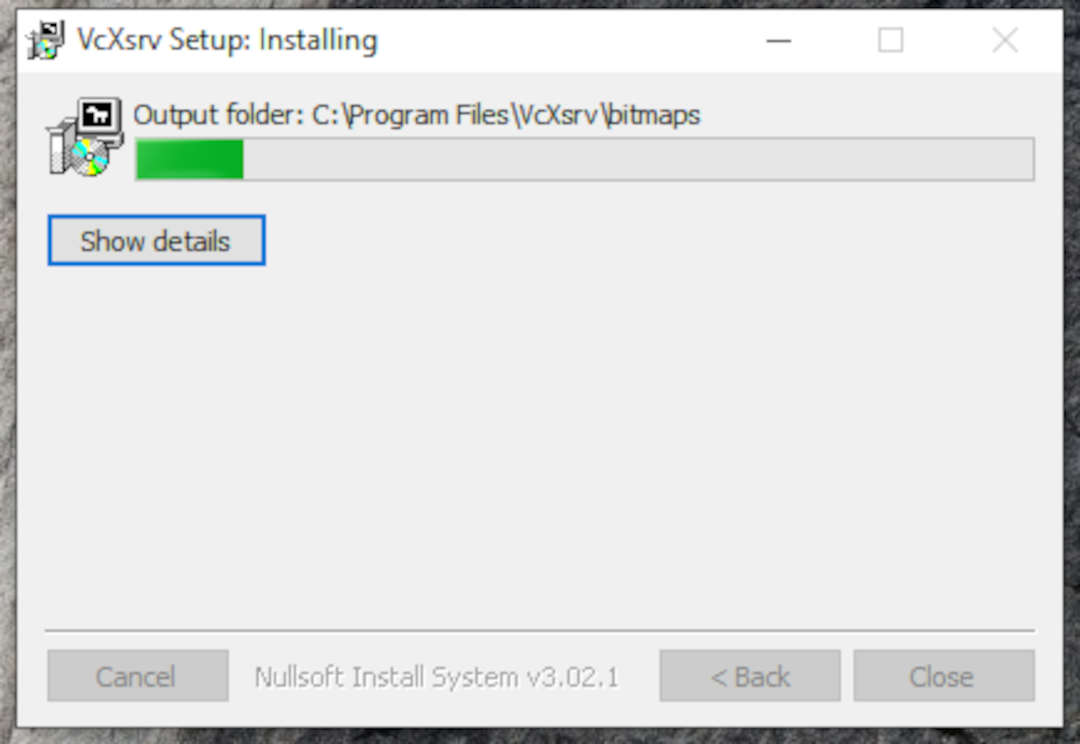 VcXsrv Setup: Installing
Output folder: C:\Program Files\VcXsrv\bitmaps
Show details
Cancel
Nullsoft Install System v3.02.1
< Back
Close